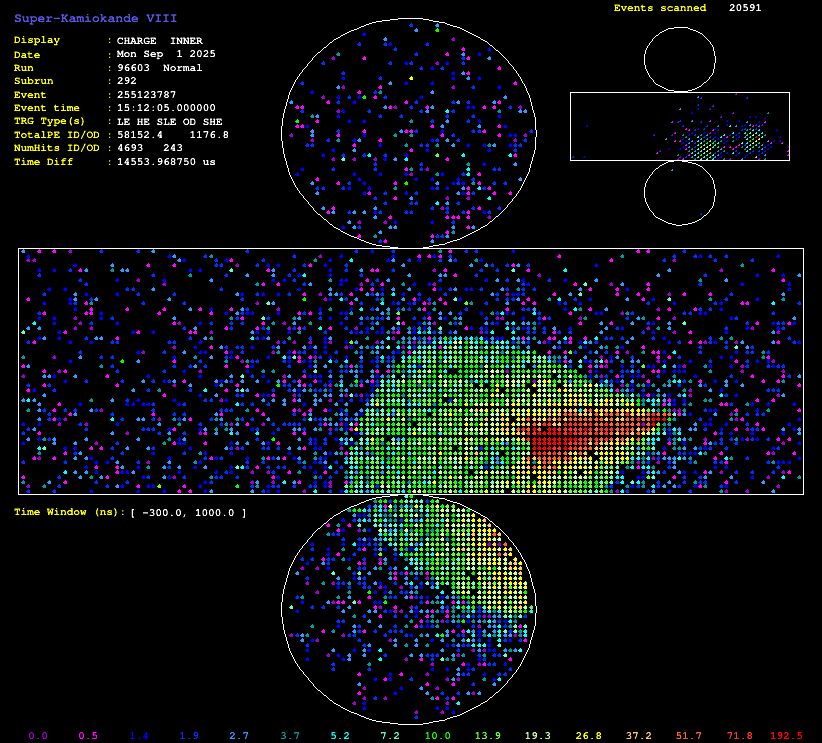 Super-Kamiokande VIII
Events scanned 20591
Display : CHARGE INNER
Date : Mon Sep 1 2025
Run : 96603 Normal
Subrun : 292
Event : 255123787
Event time : 15:12:05.000000
TRG Type(s) : LE HE SLE OD SHE
TotalPE ID/OD : 58152.4 1176.8
NumHits ID/OD : 4693 243
Time Diff : 14553.968750 us
Time Window (ns): [ -300.0, 1000.0 ]
0.0 0.5 1.4 1.9 2.7 3.7 5.2 7.2 10.0 13.9 19.3 26.8 37.2 51.7 71.8 192.5